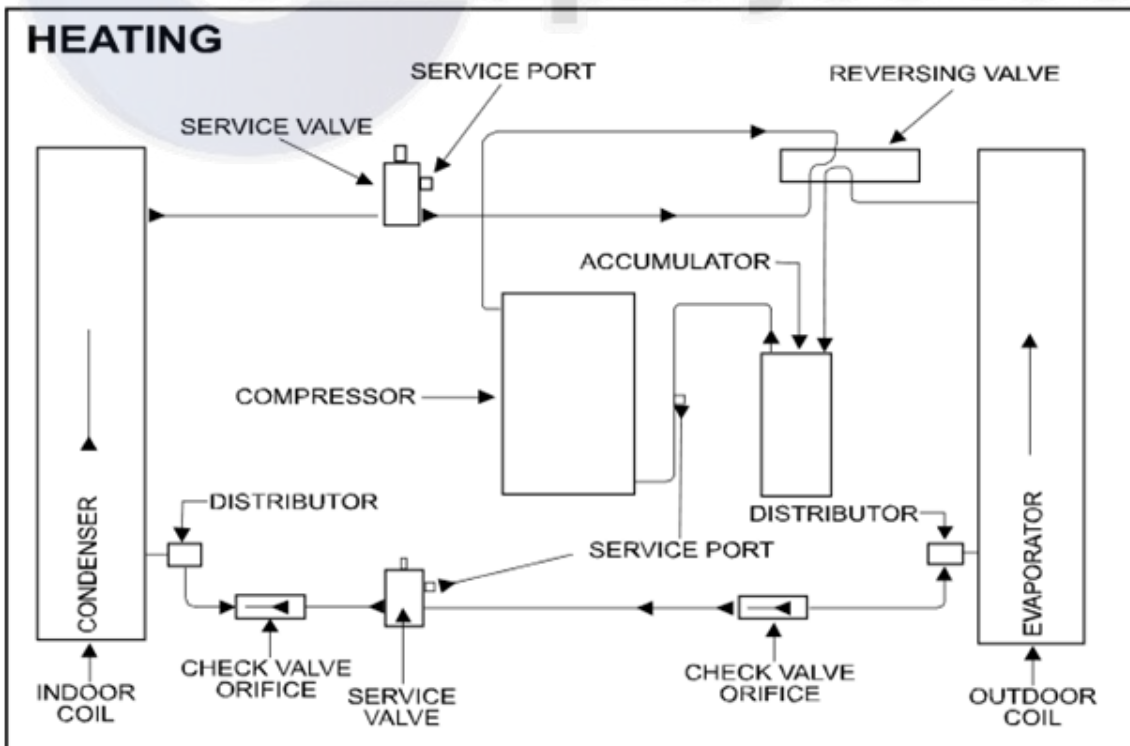 HEATING
SERVICE PORT
REVERSING VALVE
SERVICE VALVE
ACCUMULATOR
COMPRESSOR
CONDENSER
DISTRIBUTOR
DISTRIBUTOR
EVAPORATOR
SERVICE PORT
CHECK VALVE
ORIFICE
CHECK VALVE
ORIFICE
INDOOR
COIL
SERVICE
VALVE
OUTDOOR
COIL